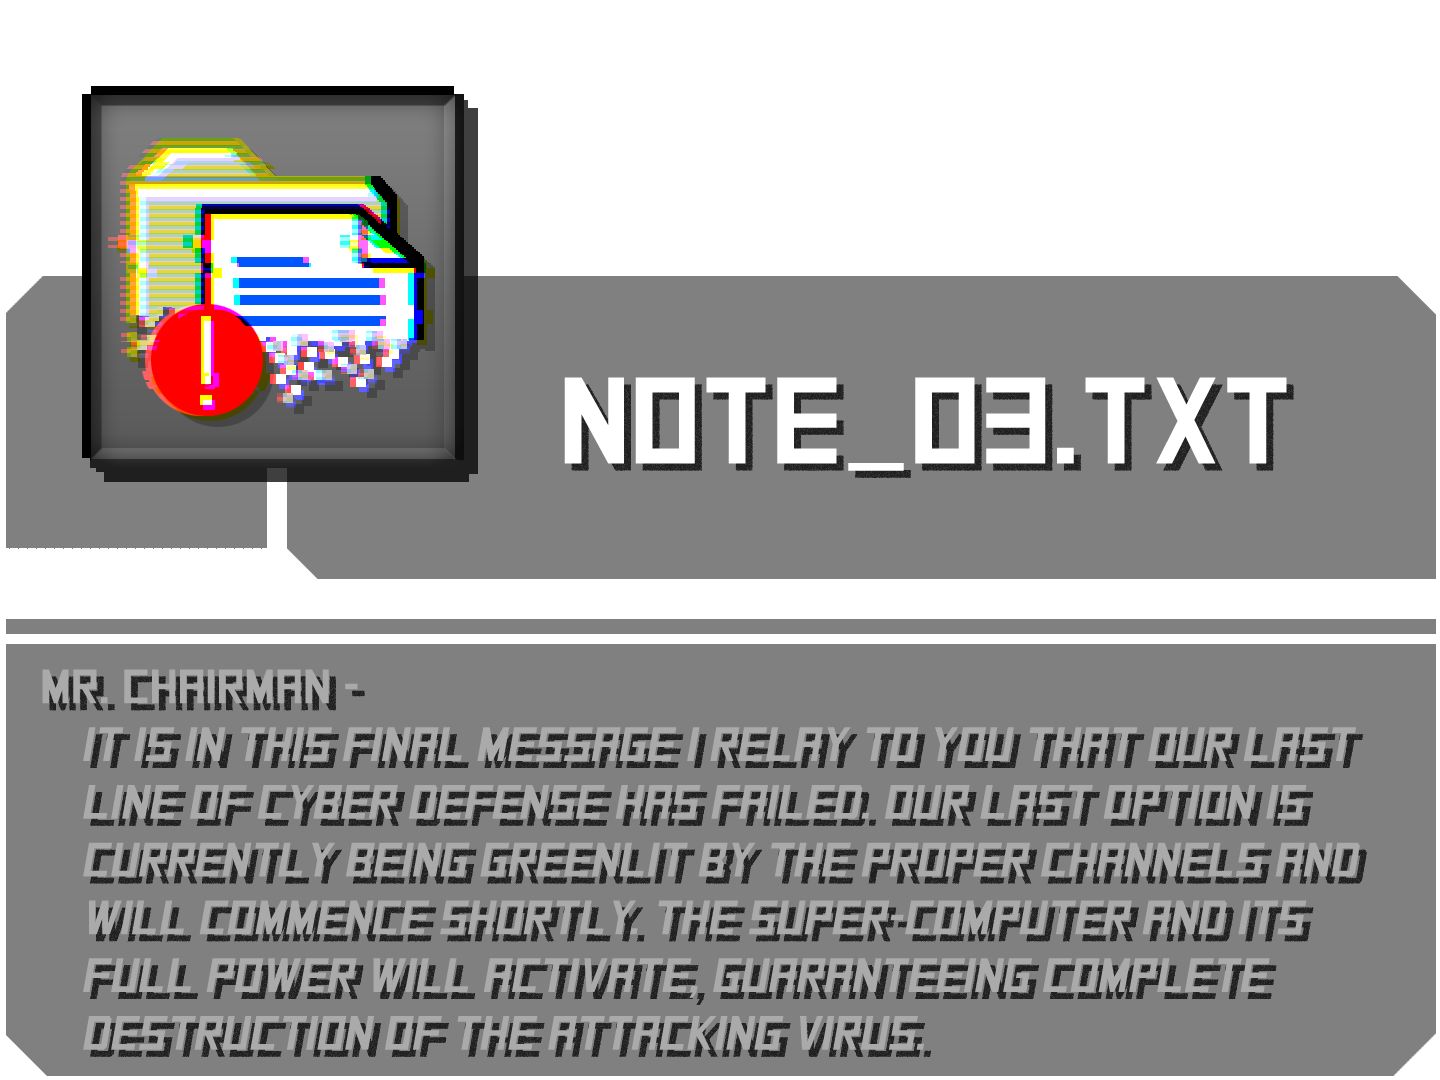 NOTE_03.TXT
MR. CHAIRMAN -
IT IS IN THIS FINAL MESSAGE I RELAY TO YOU THAT OUR LAST
LINE OF CYBER DEFENSE HAS FAILED. OUR LAST OPTION IS
CURRENTLY BEING GREENLIT BY THE PROPER CHANNELS AND
WILL COMMENCE SHORTLY. THE SUPER-COMPUTER AND ITS
FULL POWER WILL ACTIVATE, GUARANTEEING COMPLETE
DESTRUCTION OF THE ATTACKING VIRUS.